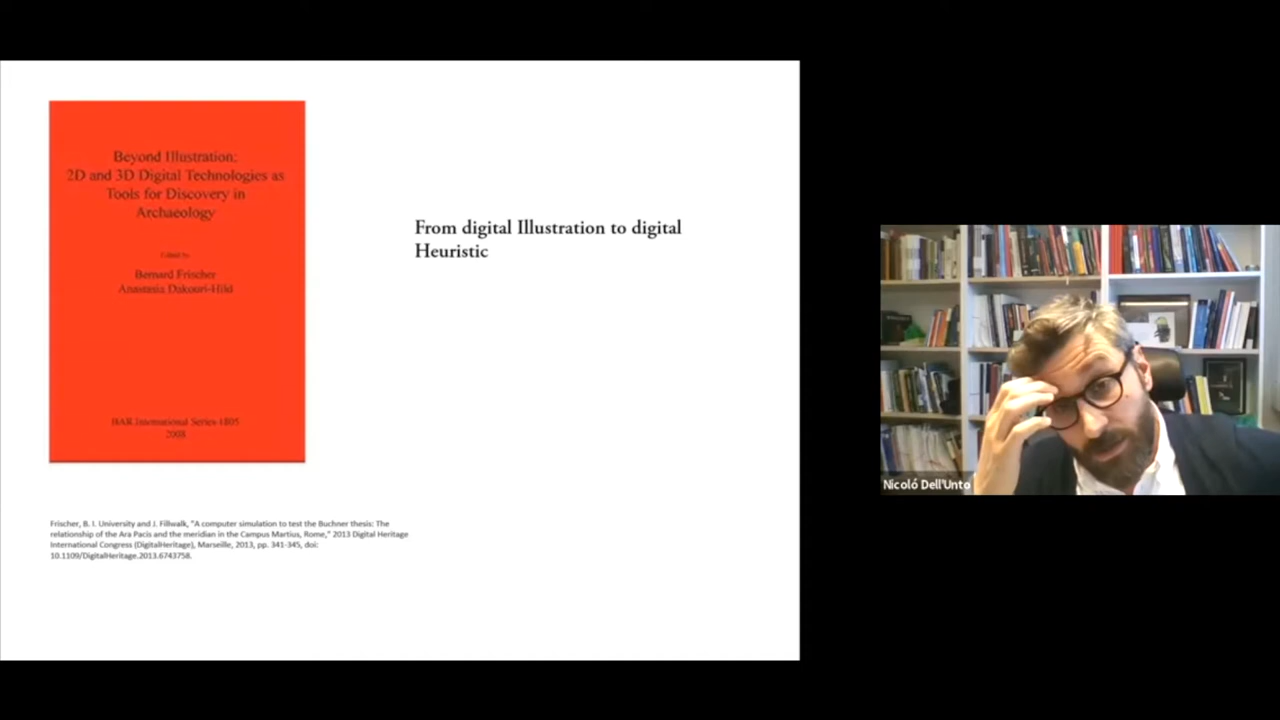 Beyond Illustration:
2D and 3D Digital Technologies as
Tools for Discovery in
Archaeology
Edited by
Bernard Frischer
Anastasia Dakouri-Hild
BAR International Series 1805
2008
From digital Illustration to digital
Heuristic
Frischer, B. I. University and J. Fillwalk, "A computer simulation to test the Buchner thesis: The
relationship of the Ara Pacis and the meridian in the Campus Martius, Rome," 2013 Digital Heritage
International Congress (DigitalHeritage), Marseille, 2013, pp. 341-345, doi:
10.1109/DigitalHeritage.2013.6743758.
Nicoló Dell'Unto